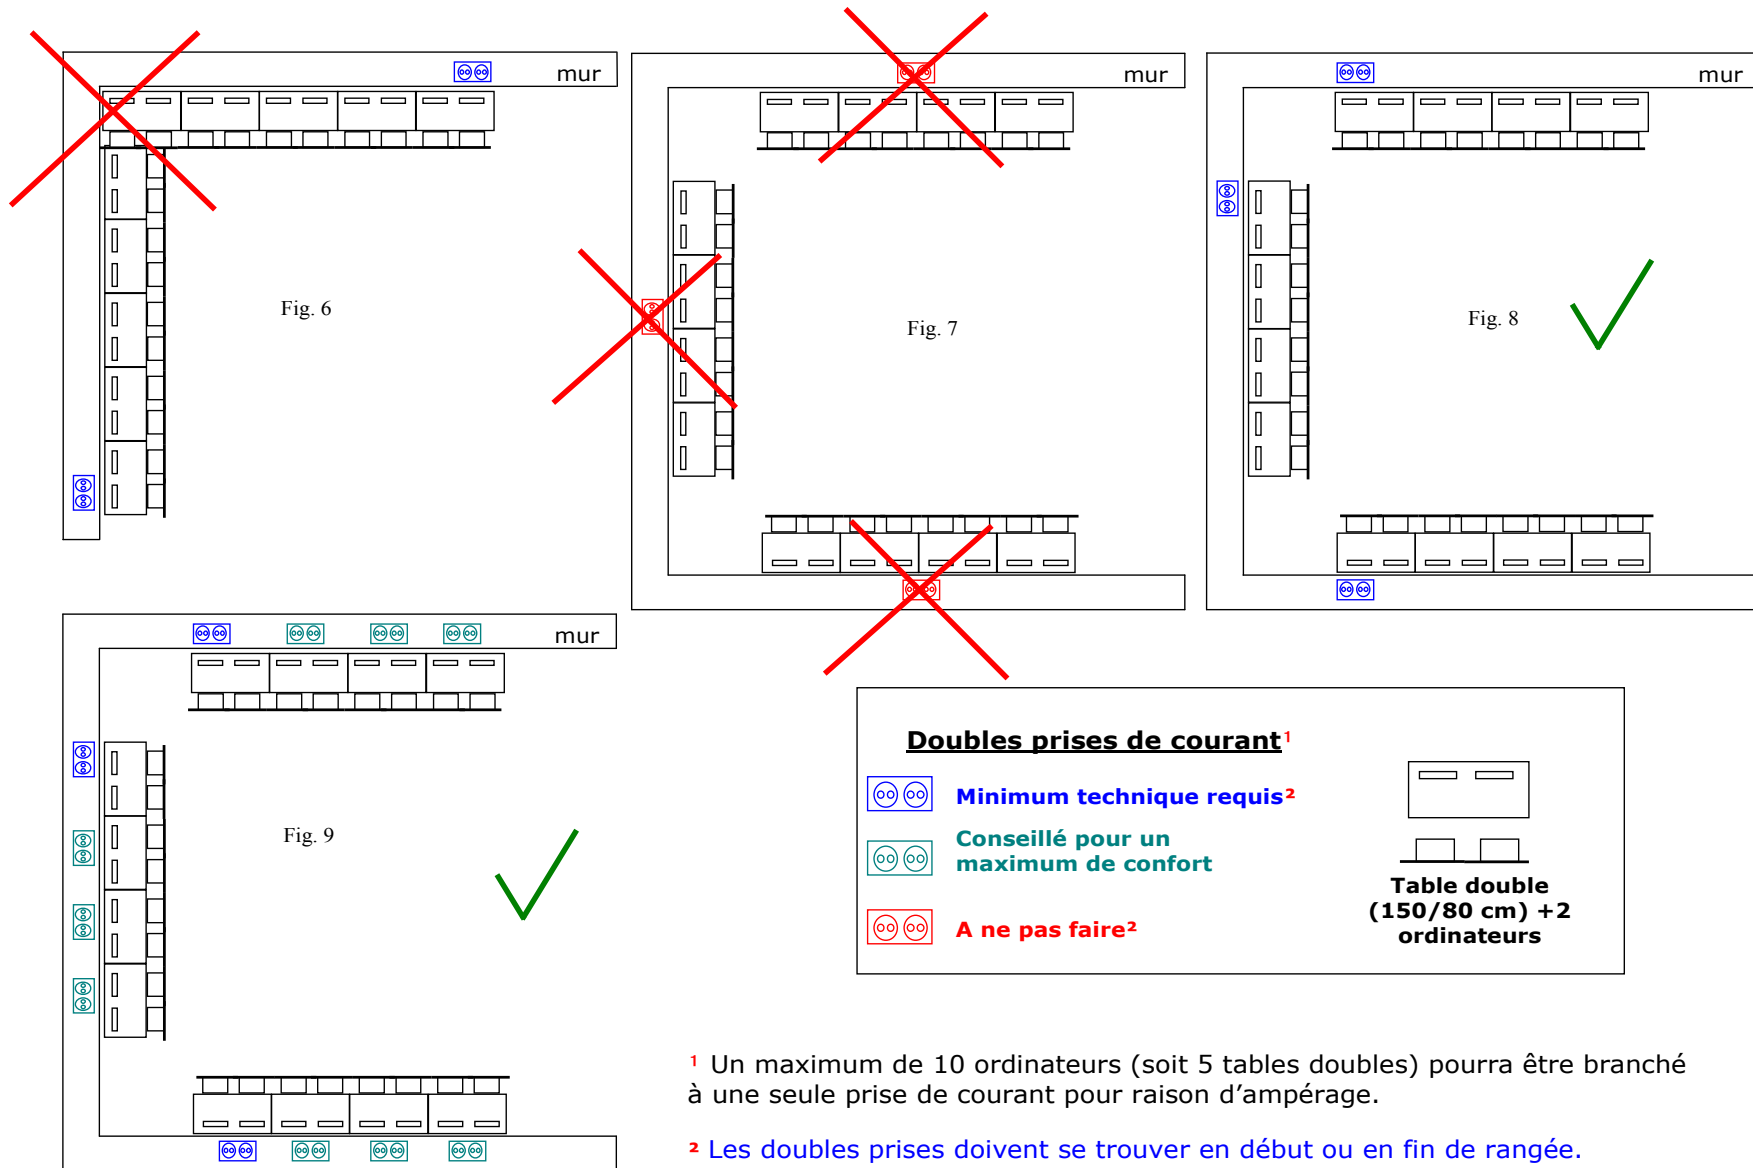 mur
mur
mur
Fig. 6
Fig. 7
Fig. 8
mur
Fig. 9
Doubles prises de courant¹
Minimum technique requis²
Conseillé pour un
maximum de confort
A ne pas faire²
Table double
(150/80 cm) +2
ordinateurs
¹ Un maximum de 10 ordinateurs (soit 5 tables doubles) pourra être branché
à une seule prise de courant pour raison d’ampérage.
² Les doubles prises doivent se trouver en début ou en fin de rangée.